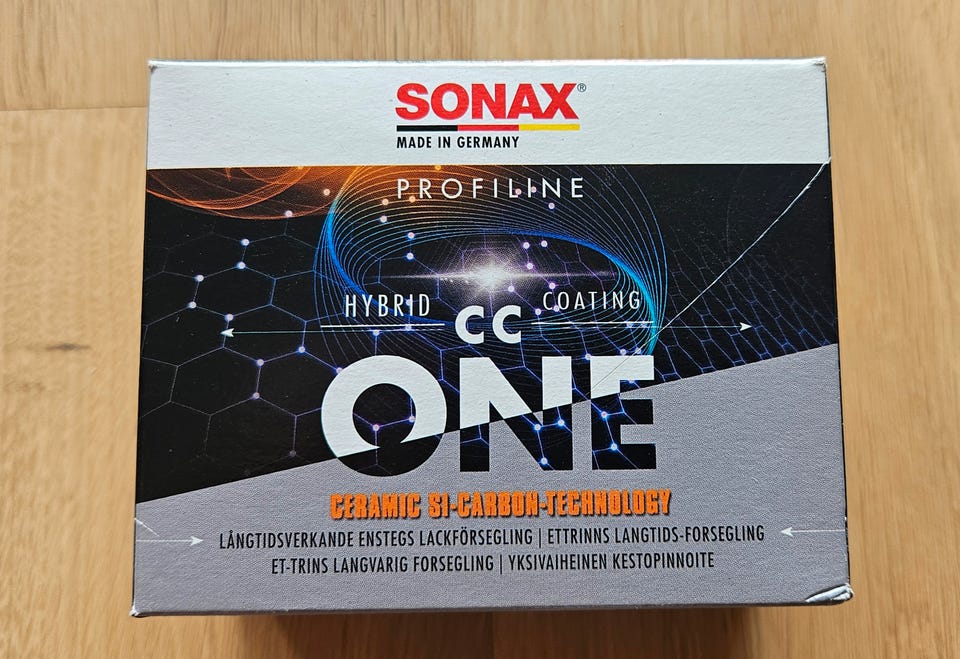 SONAX®
MADE IN GERMANY
PROFILINE
HYBRID CC COATING
ONE
CERAMIC SI-CARBON-TECHNOLOGY
LÅNGTIDSVERKANDE ENSTEGS LACKFÖRSEGLING | ETTRINNS LANGTIDS-FORSEGLING
ET-TRINS LANGVARIG FORSEGLING | YKSIVAIHEINEN KESTOPINNOITE